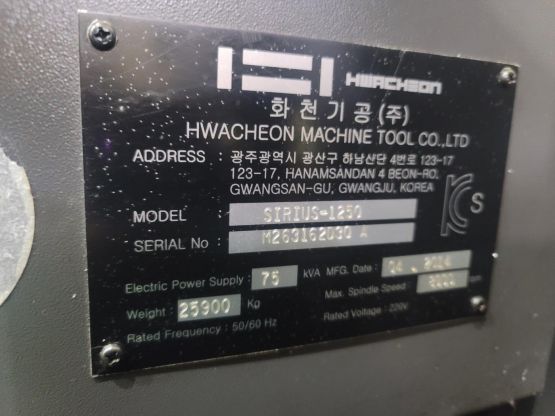 HWACHEON
화천기공(주)
HWACHEON MACHINE TOOL CO.,LTD
ADDRESS : 광주광역시 광산구 하남산단 4번로 123-17
123-17, HANAMSANDAN 4 BEON-RO,
GWANGSAN-GU, GWANGJU, KOREA
MODEL : SIRIUS-1250
SERIAL No : A
Electric Power Supply : 75 kVA MFG. Date : 04 . 2014
Weight : 25900 Kg Max. Spindle Speed :
Rated Frequency : 50/60 Hz Rated Voltage : 220V
KC S